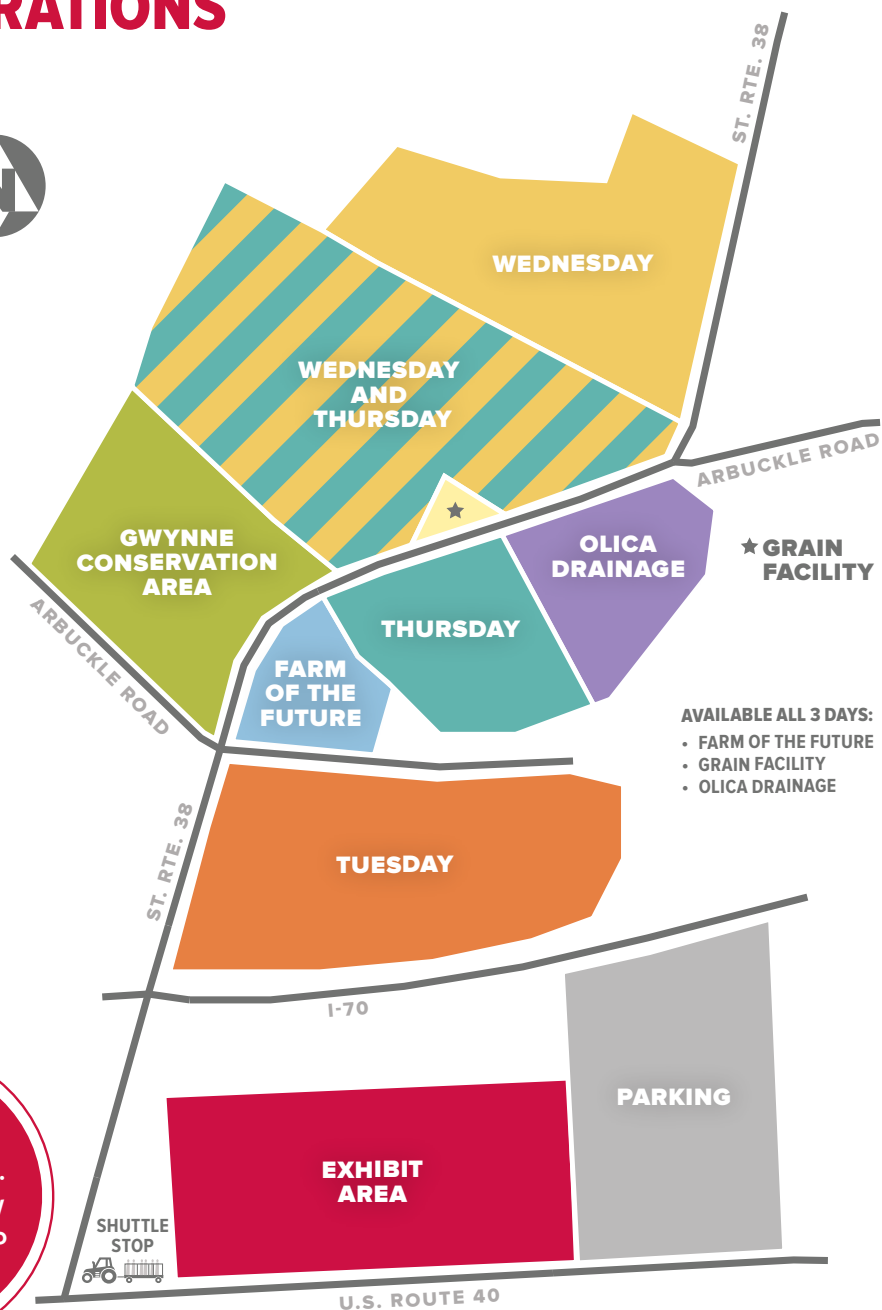 RATIONS
ST. RTE. 38
N
WEDNESDAY
WEDNESDAY
AND
THURSDAY
ARBUCKLE ROAD
GWYNNE
CONSERVATION
AREA
OLICA
DRAINAGE
GRAIN
FACILITY
THURSDAY
ARBUCKLE ROAD
FARM
OF THE
FUTURE
AVAILABLE ALL 3 DAYS:
• FARM OF THE FUTURE
• GRAIN FACILITY
• OLICA DRAINAGE
ST. RTE. 38
TUESDAY
I-70
PARKING
EXHIBIT
AREA
SHUTTLE
STOP
U.S. ROUTE 40